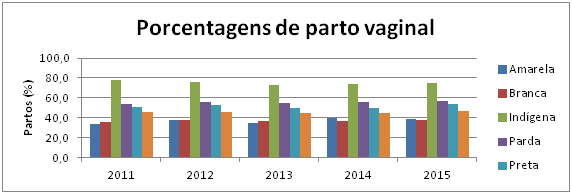 Porcentagens de parto vaginal
Partos (%)
100,0
80,0
60,0
40,0
20,0
0,0
2011 2012 2013 2014 2015
Amarela
Branca
Indígena
Parda
Preta